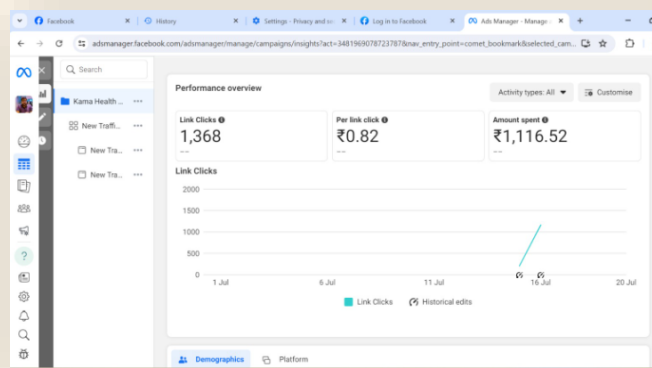 Facebook
History
Settings - Privacy and
Log in to Facebook
Ads Manager - Manage
adsmanager.facebook.com/adsmanager/manage/campaigns/insights?act=348196907872378&nav_entry_point=comet_bookmark&selected_cam...
Search
Performance overview
Activity types: All
Customise
Kama Health ...
New Traffi...
New Tra...
New Tra...
Link Clicks
1,368
--
Per link click
₹0.82
--
Amount spent
₹1,116.52
--
Link Clicks
2000
1500
1000
500
0
1 Jul
6 Jul
11 Jul
16 Jul
20 Jul
Link Clicks
Historical edits
Demographics
Platform